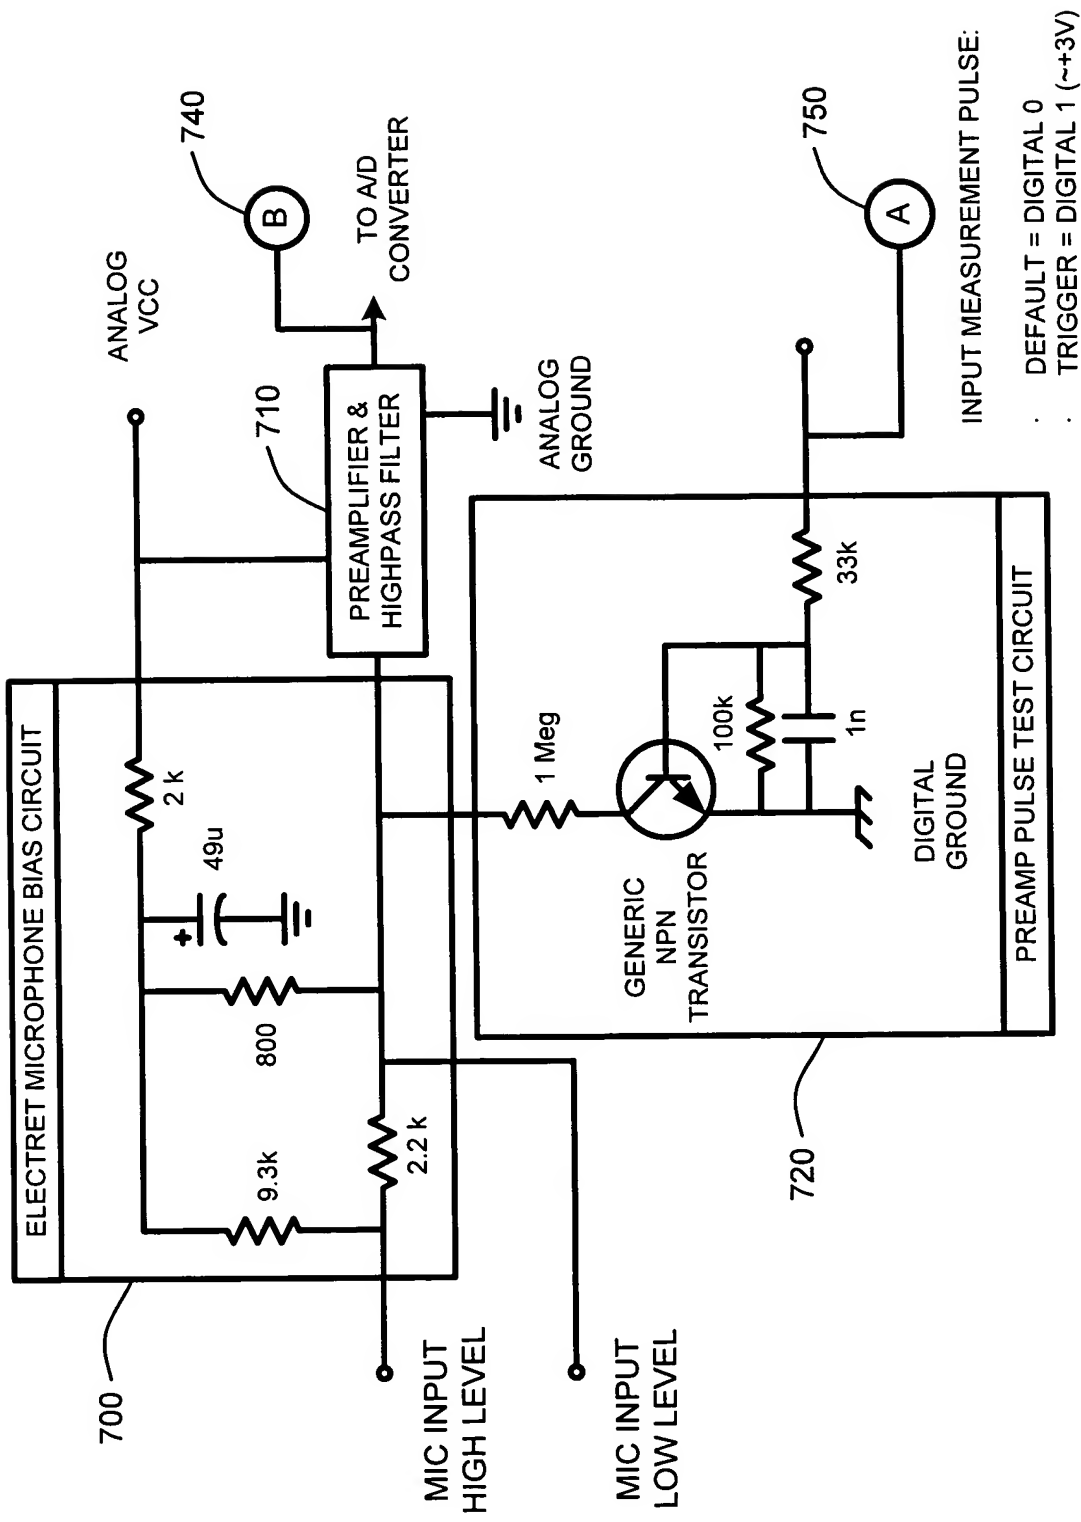 ELECTRET MICROPHONE BIAS CIRCUIT
700
9.3k
800
49u
+
2 k
2.2 k
MIC INPUT
HIGH LEVEL
MIC INPUT
LOW LEVEL
ANALOG
VCC
740
B
710
PREAMPLIFIER &
HIGHPASS FILTER
TO A/D
CONVERTER
ANALOG
GROUND
1 Meg
GENERIC
NPN
TRANSISTOR
100k
1n
33k
DIGITAL
GROUND
PREAMP PULSE TEST CIRCUIT
720
750
A
INPUT MEASUREMENT PULSE:
. DEFAULT = DIGITAL 0
. TRIGGER = DIGITAL 1 (~+3V)